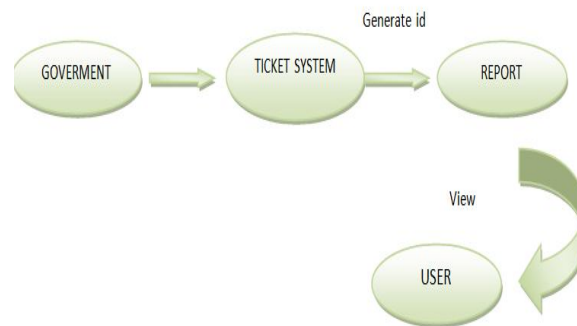 Generate id
GOVERMENT
TICKET SYSTEM
REPORT
View
USER